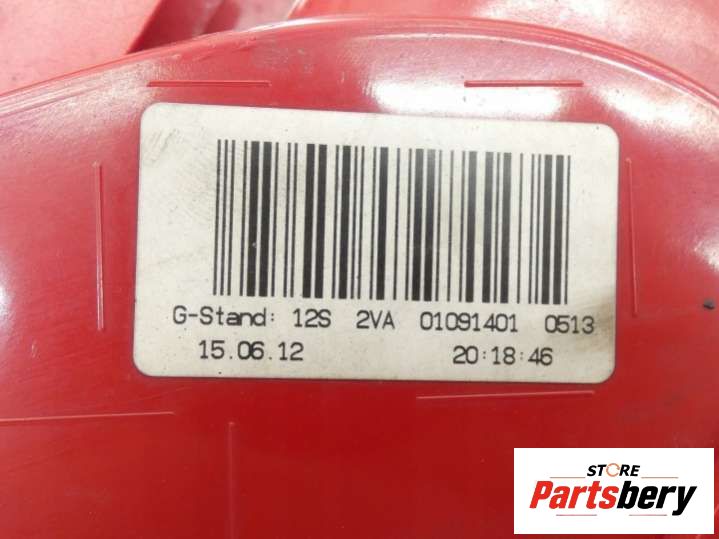 G-Stand: 12S 2VA 01091401 0513
15.06.12 20:18:46
STORE
Partsbery